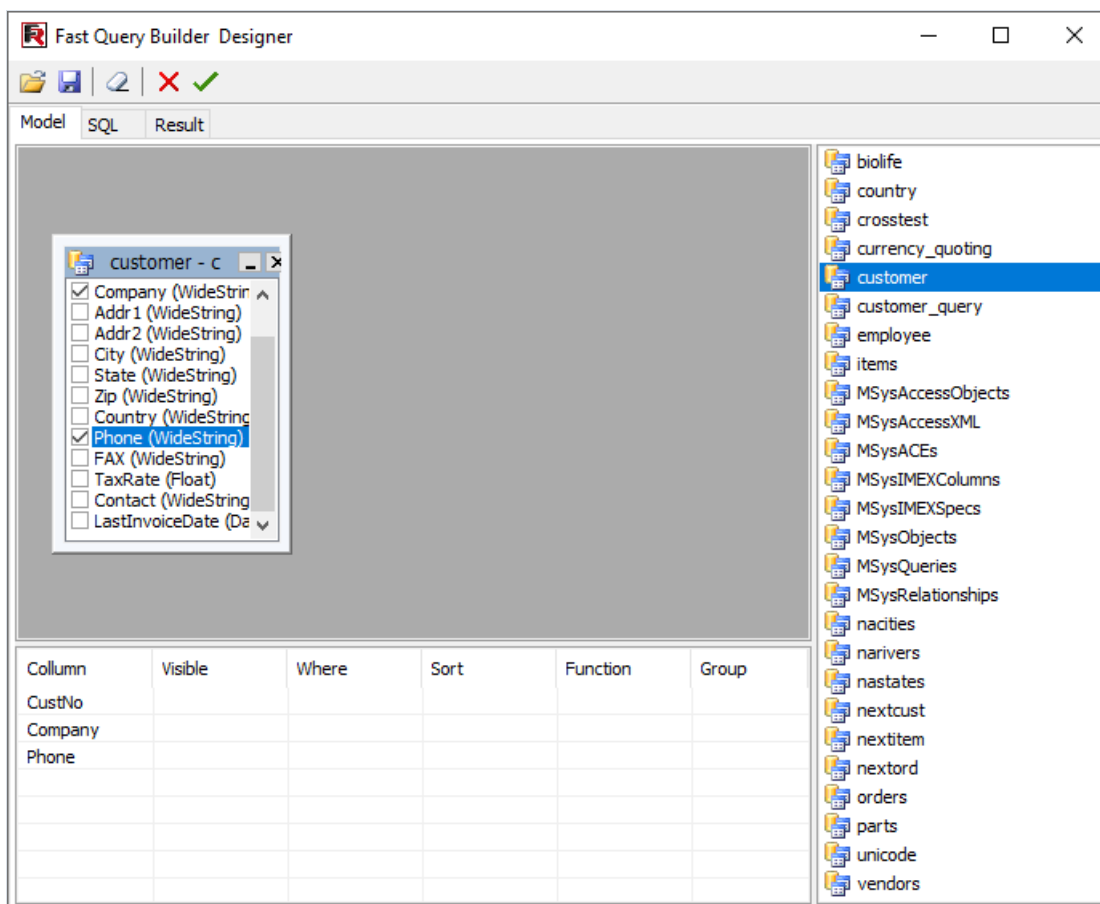 Fast Query Builder Designer
Model SQL Result
customer - c
Company (WideStrin
Addr1 (WideString)
Addr2 (WideString)
City (WideString)
State (WideString)
Zip (WideString)
Country (WideString
Phone (WideString)
FAX (WideString)
TaxRate (Float)
Contact (WideString
LastInvoiceDate (Da
Collumn Visible Where Sort Function Group
CustNo
Company
Phone
biolife
country
crosstest
currency_quoting
customer
customer_query
employee
items
MSysAccessObjects
MSysAccessXML
MSysACEs
MSysIMEXColumns
MSysIMEXSpecs
MSysObjects
MSysQueries
MSysRelationships
nacities
narivers
nastates
nextcust
nextitem
nextord
orders
parts
unicode
vendors